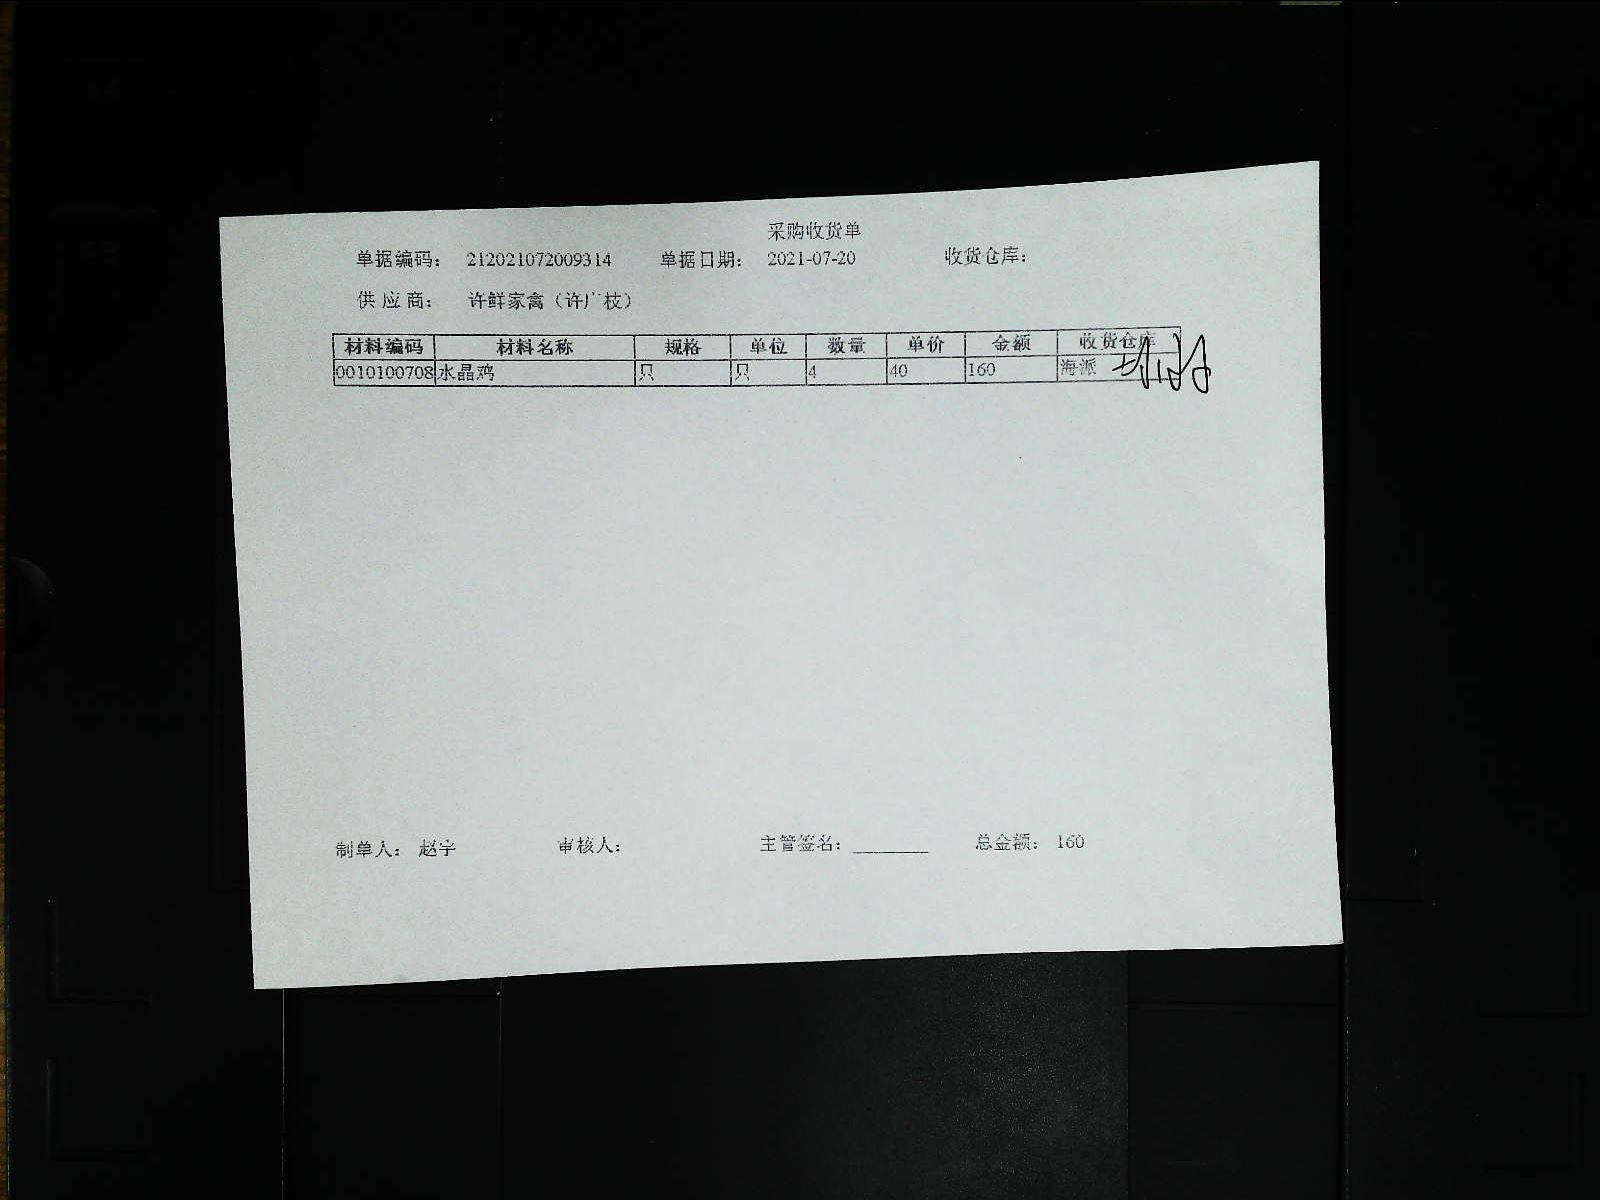 采购收货单
单据编码： 212021072009314 单据日期： 2021-07-20 收货仓库：
供 应 商： 许鲜家禽（许广枝）
材料编码 材料名称 规格 单位 数量 单价 金额 收货仓库
0010100708 水晶鸡 只 只 4 40 160 海派
制单人： 赵宇 审核人： 主管签名：________ 总金额： 160